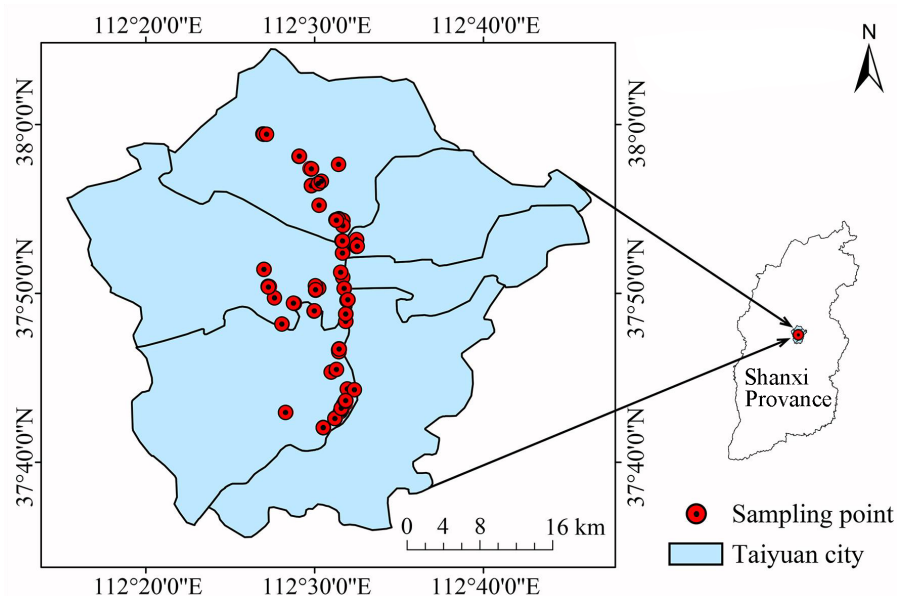 112°20'0"E 112°30'0"E 112°40'0"E
N
38°0'0"N 38°0'0"N
37°50'0"N 37°50'0"N
Shanxi
Provance
37°40'0"N 37°40'0"N
0 4 8 16 km
Sampling point
Taiyuan city
112°20'0"E 112°30'0"E 112°40'0"E